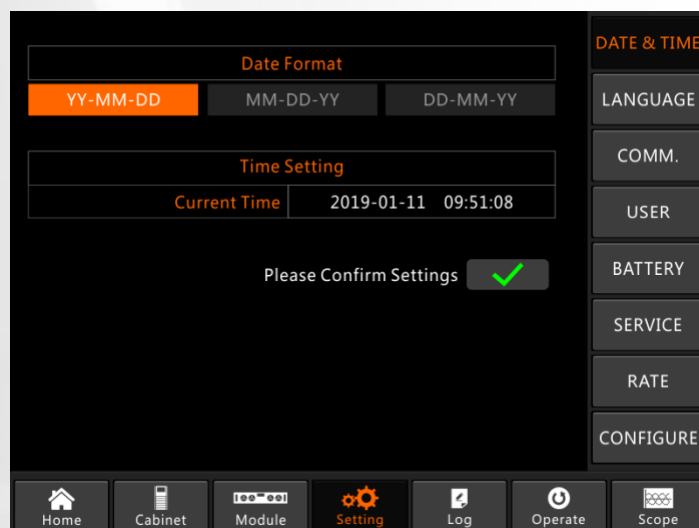 Date Format
YY-MM-DD MM-DD-YY DD-MM-YY
Time Setting
Current Time 2019-01-11 09:51:08
Please Confirm Settings
DATE & TIME
LANGUAGE
COMM.
USER
BATTERY
SERVICE
RATE
CONFIGURE
Home Cabinet Module Setting Log Operate Scope